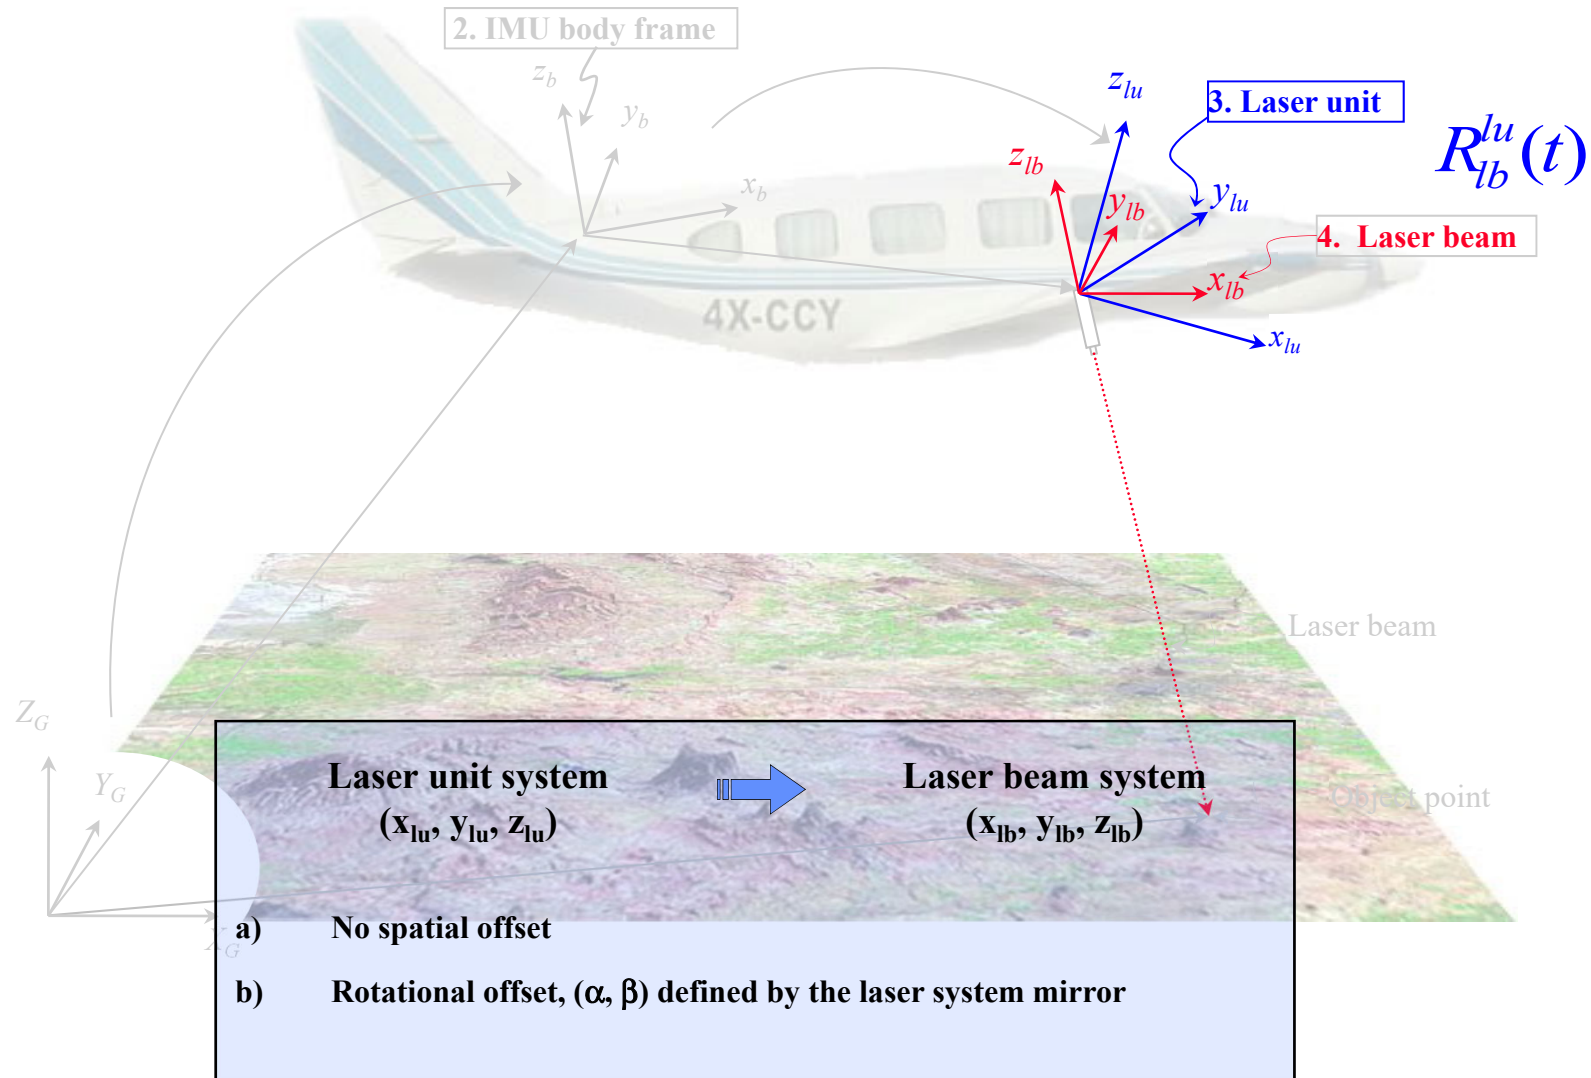 2. IMU body frame
z_b
y_b
x_b
z_lu
3. Laser unit
R_lb^lu(t)
z_lb
y_lb
y_lu
4. Laser beam
x_lb
x_lu
4X-CCY
Laser beam
Z_G
Y_G
X_G
Object point
Laser unit system
(x_lu, y_lu, z_lu)
Laser beam system
(x_lb, y_lb, z_lb)
a) No spatial offset
b) Rotational offset, (α, β) defined by the laser system mirror